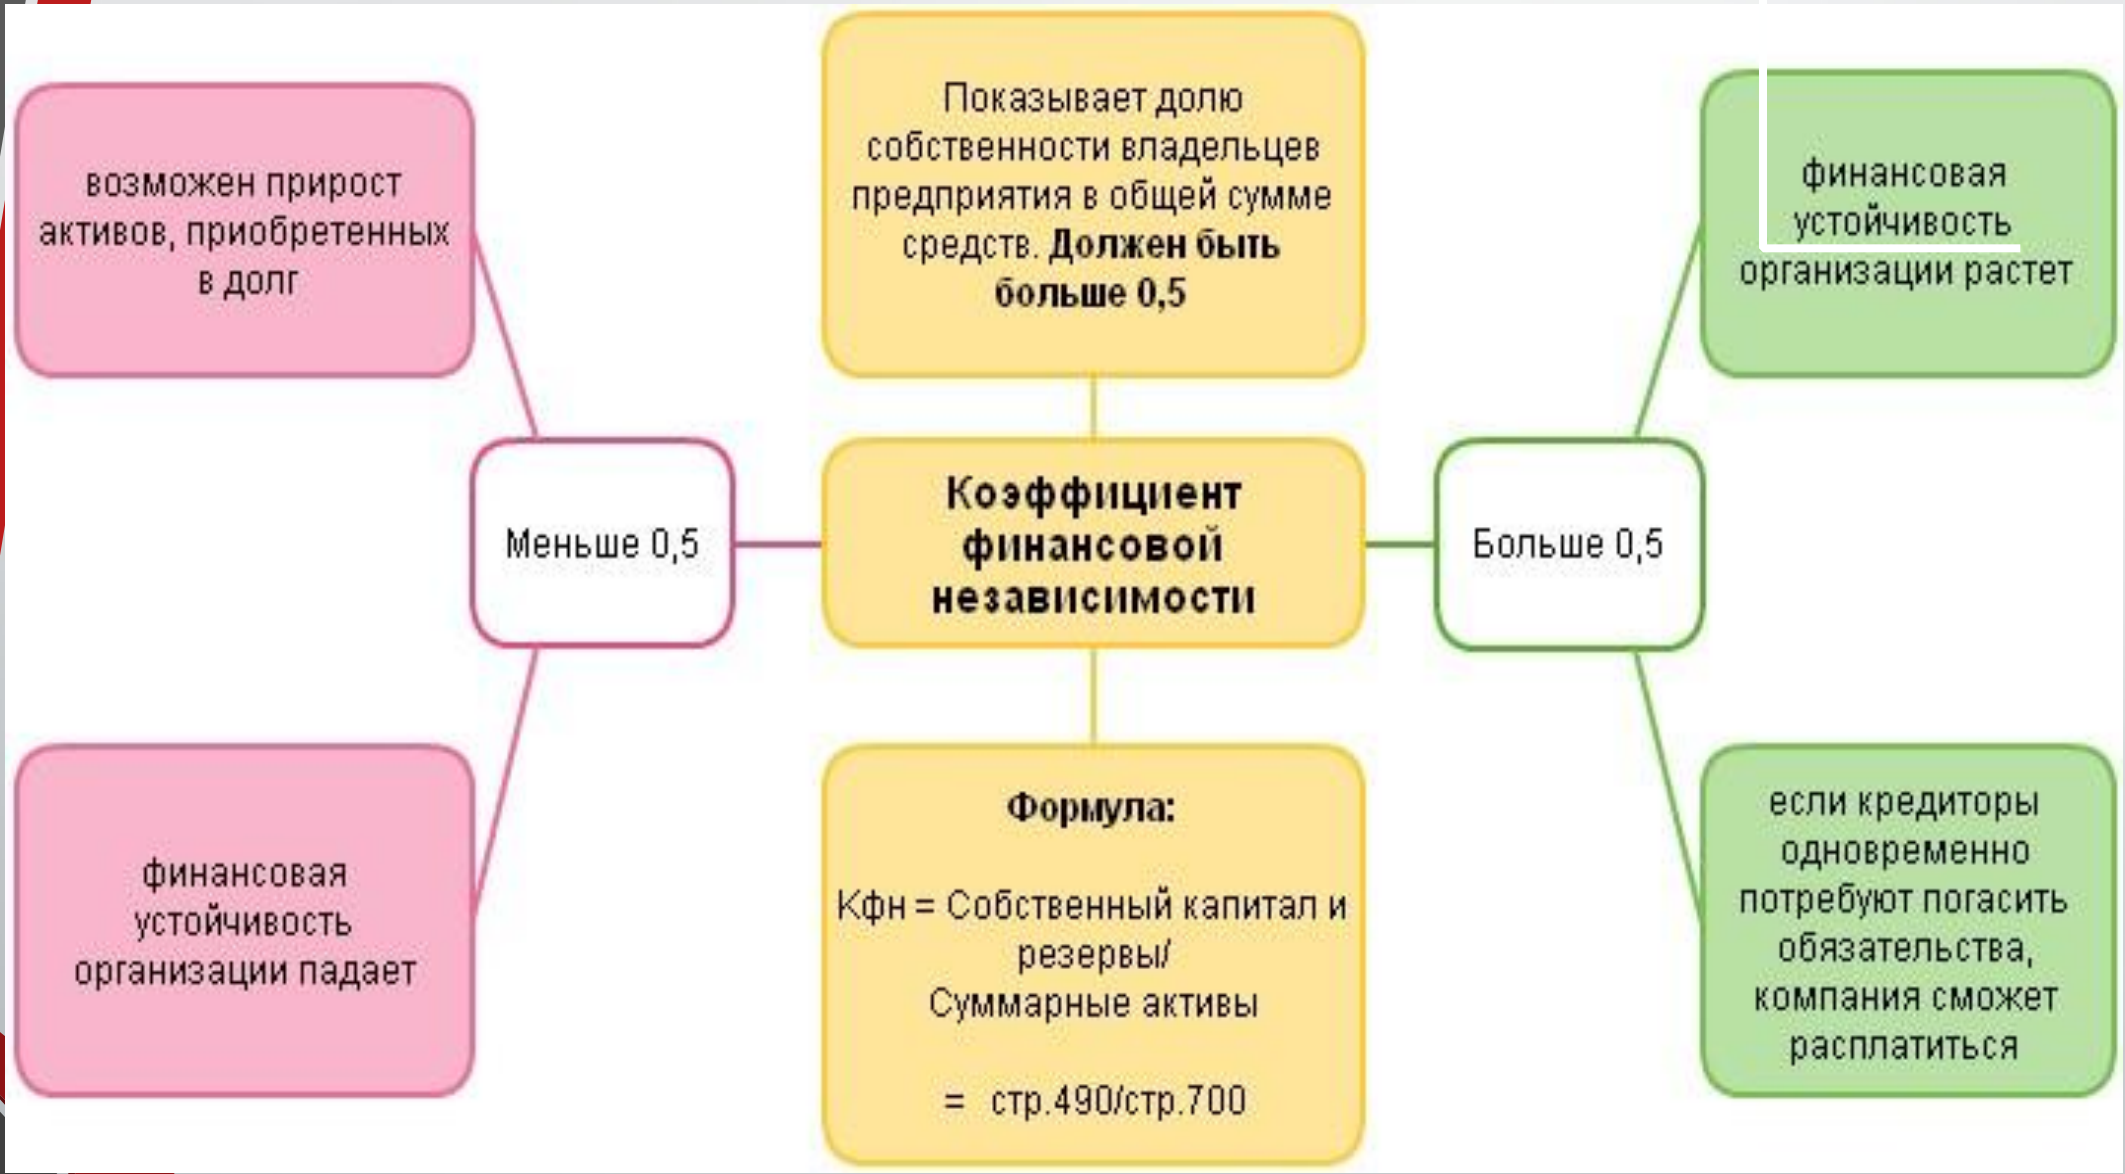 возможен прирост
активов, приобретенных
в долг
Показывает долю
собственности владельцев
предприятия в общей сумме
средств. Должен быть
больше 0,5
финансовая
устойчивость
организации растет
Меньше 0,5
Коэффициент
финансовой
независимости
Больше 0,5
финансовая
устойчивость
организации падает
Формула:
Кфн = Собственный капитал и
резервы/
Суммарные активы
= стр.490/стр.700
если кредиторы
одновременно
потребуют погасить
обязательства,
компания сможет
расплатиться